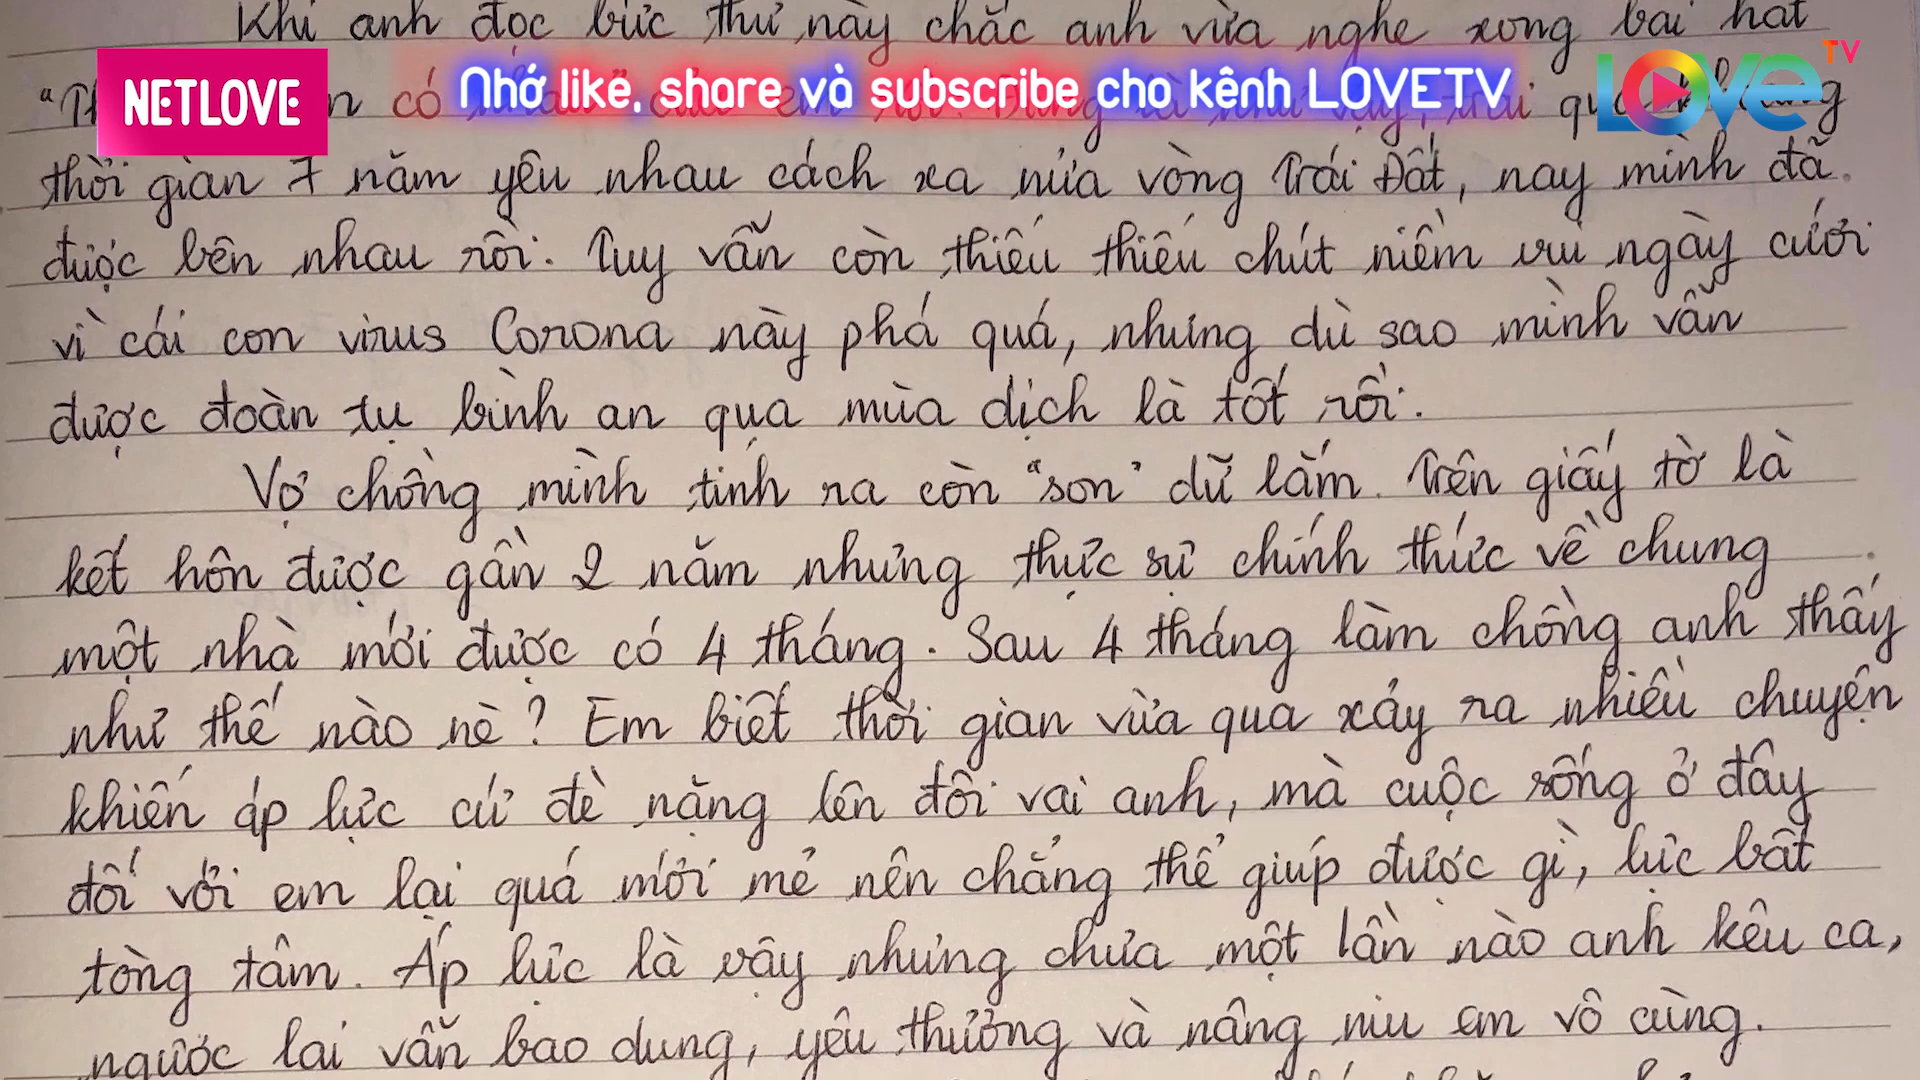 Khi anh đọc bức thư này chắc anh vừa nghe xong bài hát
NETLOVE
Nhớ like, share và subscribe cho kênh LOVETV
LOVE TV
có em
thời gian 7 năm yêu nhau cách xa nửa vòng Trái Đất, nay mình đã
được bên nhau rồi. Tuy vẫn còn thiếu thiếu chút niềm vui ngày cưới
vì cái con virus Corona này phá quá, nhưng dù sao mình vẫn
được đoàn tụ bình an qua mùa dịch là tốt rồi.
Vợ chồng mình tính ra còn "son" dữ lắm. Trên giấy tờ là
kết hôn được gần 2 năm nhưng thực sự chính thức về chung
một nhà mới được có 4 tháng. Sau 4 tháng làm chồng anh thấy
như thế nào nè? Em biết thời gian vừa qua xảy ra nhiều chuyện
khiến áp lực cứ đè nặng lên đôi vai anh, mà cuộc sống ở đây
đối với em lại quá mới mẻ nên chẳng thể giúp được gì, lực bất
tòng tâm. Áp lực là vậy nhưng chưa một lần nào anh kêu ca,
ngược lại vẫn bao dung, yêu thương và nâng niu em vô cùng.